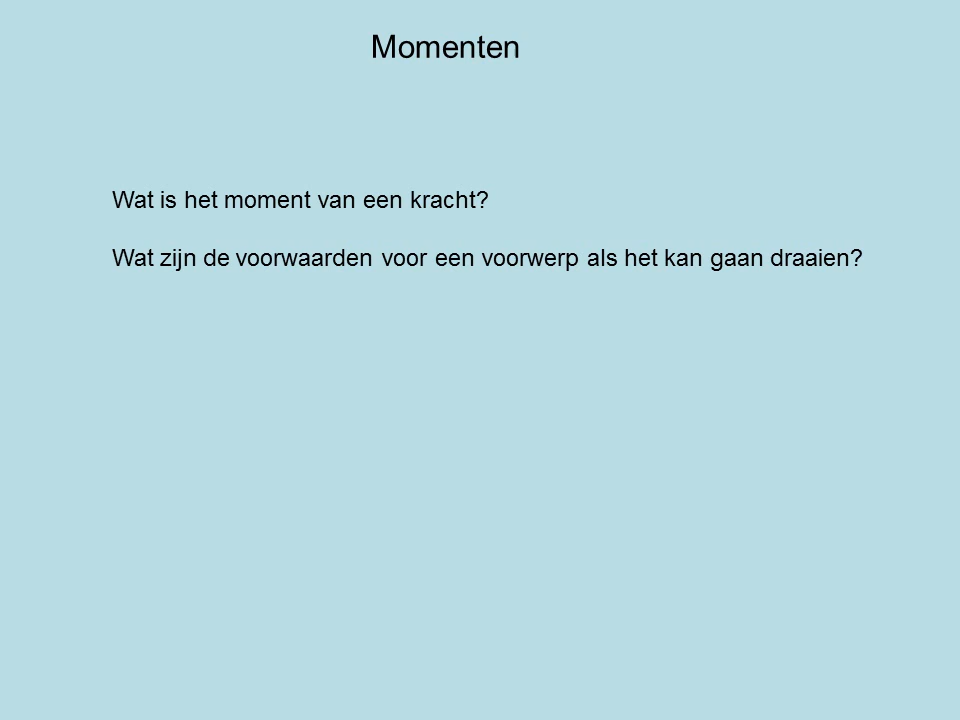 Momenten
Wat is het moment van een kracht?
Wat zijn de voorwaarden voor een voorwerp als het kan gaan draaien?